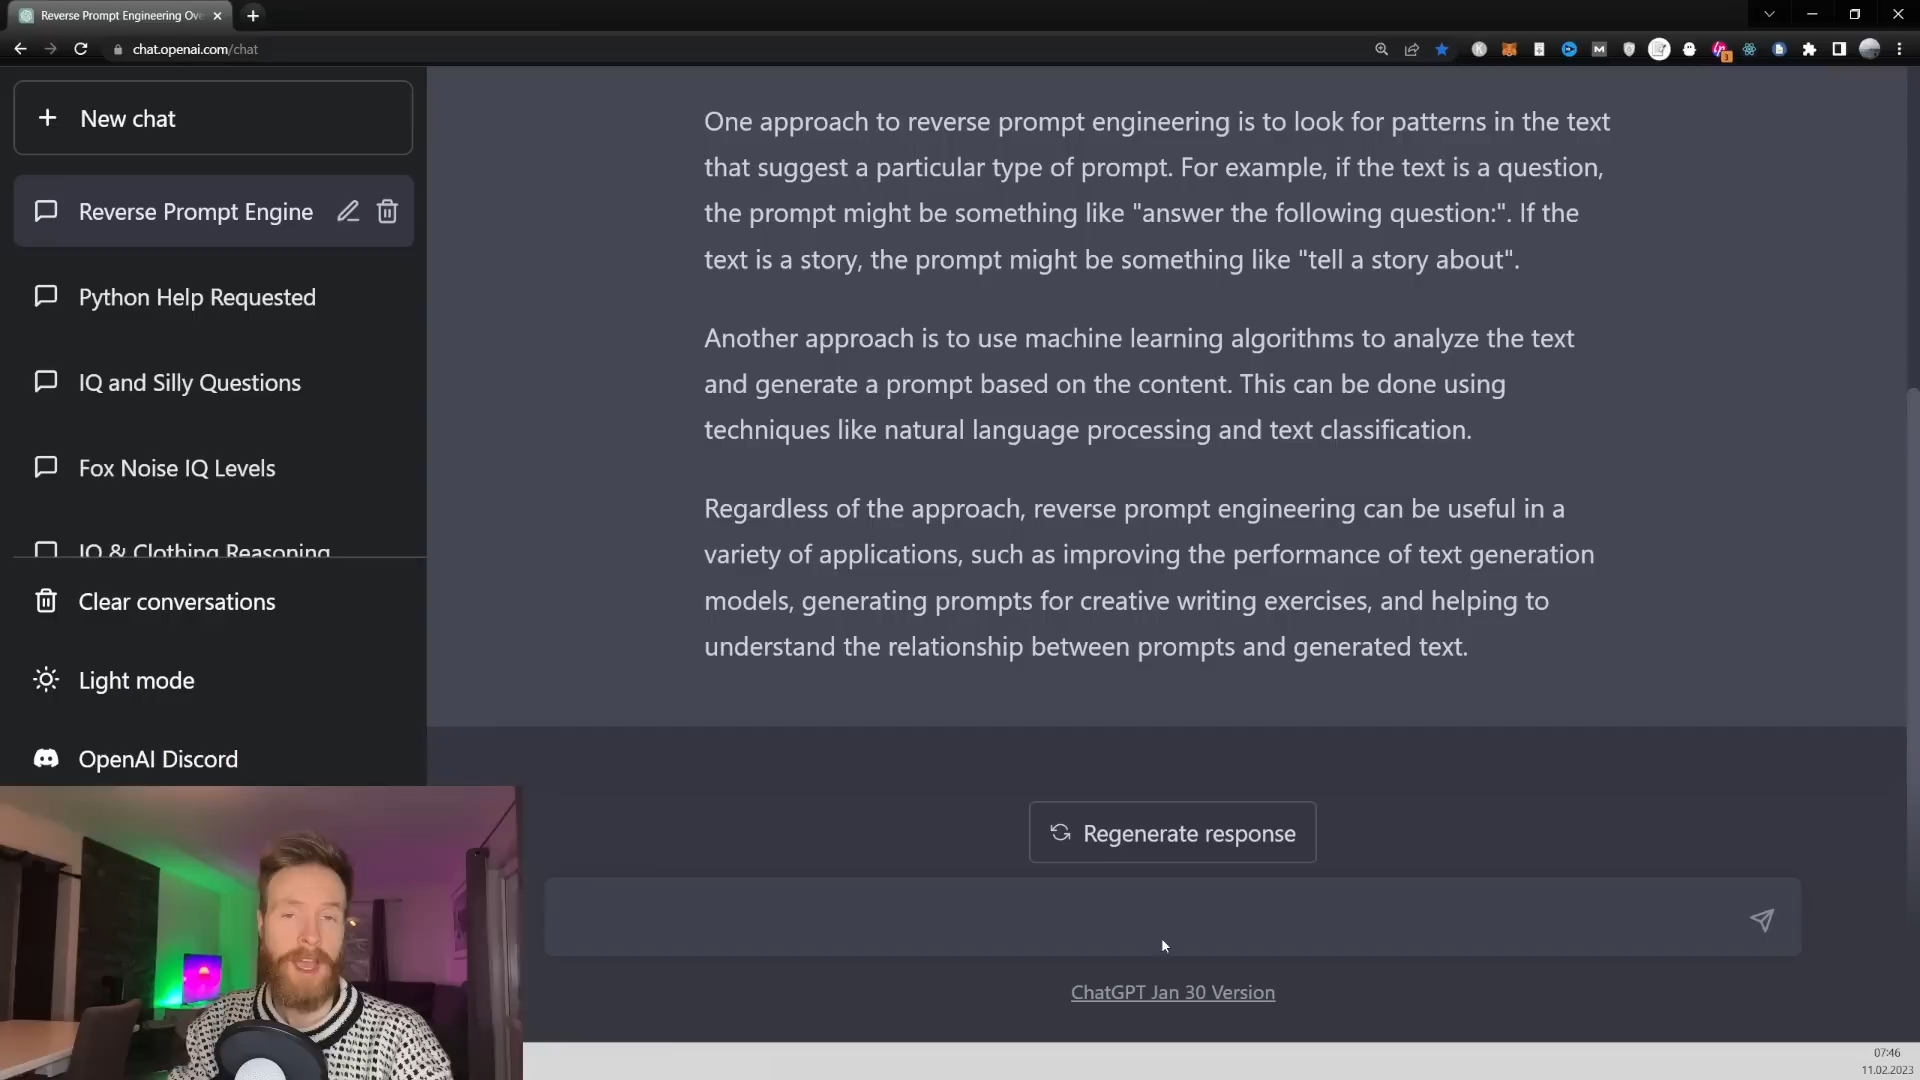 Reverse Prompt Engineering Ove
chat.openai.com/chat
3
New chat
Reverse Prompt Engine
Python Help Requested
IQ and Silly Questions
Fox Noise IQ Levels
IQ & Clothing Reasoning
Clear conversations
Light mode
OpenAI Discord
One approach to reverse prompt engineering is to look for patterns in the text
that suggest a particular type of prompt. For example, if the text is a question,
the prompt might be something like "answer the following question:". If the
text is a story, the prompt might be something like "tell a story about".
Another approach is to use machine learning algorithms to analyze the text
and generate a prompt based on the content. This can be done using
techniques like natural language processing and text classification.
Regardless of the approach, reverse prompt engineering can be useful in a
variety of applications, such as improving the performance of text generation
models, generating prompts for creative writing exercises, and helping to
understand the relationship between prompts and generated text.
Regenerate response
ChatGPT Jan 30 Version
07:46
11.02.2023